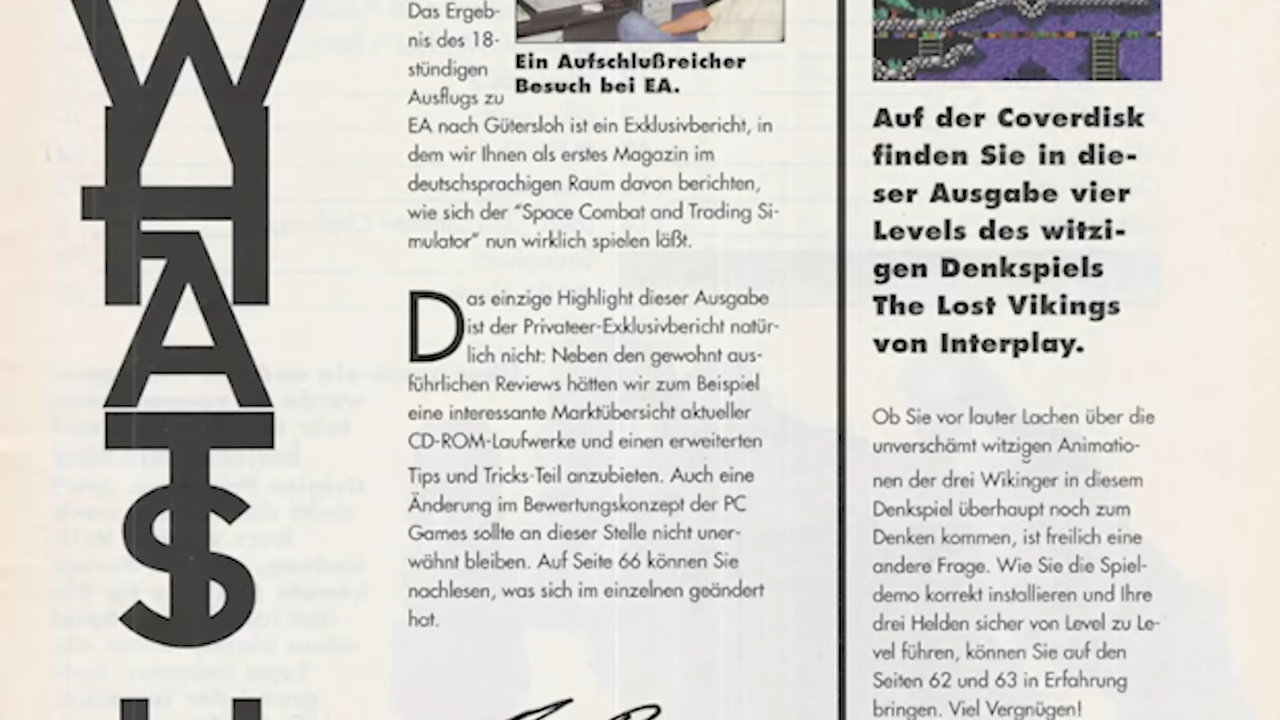 WHATS
Das Ergeb-
nis des 18-
stündigen
Ausflugs zu
Ein Aufschlußreicher
Besuch bei EA.
EA nach Gütersloh ist ein Exklusivbericht, in
dem wir Ihnen als erstes Magazin im
deutschsprachigen Raum davon berichten,
wie sich der "Space Combat and Trading Si-
mulator" nun wirklich spielen läßt.
Das einzige Highlight dieser Ausgabe
ist der Privateer-Exklusivbericht natür-
lich nicht: Neben den gewohnt aus-
führlichen Reviews hätten wir zum Beispiel
eine interessante Marktübersicht aktueller
CD-ROM-Laufwerke und einen erweiterten
Tips und Tricks-Teil anzubieten. Auch eine
Änderung im Bewertungskonzept der PC
Games sollte an dieser Stelle nicht uner-
wähnt bleiben. Auf Seite 66 können Sie
nachlesen, was sich im einzelnen geändert
hat.
Auf der Coverdisk
finden Sie in die-
ser Ausgabe vier
Levels des witzi-
gen Denkspiels
The Lost Vikings
von Interplay.
Ob Sie vor lauter Lachen über die
unverschämt witzigen Animatio-
nen der drei Wikinger in diesem
Denkspiel überhaupt noch zum
Denken kommen, ist freilich eine
andere Frage. Wie Sie die Spiel-
demo korrekt installieren und Ihre
drei Helden sicher von Level zu Le-
vel führen, können Sie auf den
Seiten 62 und 63 in Erfahrung
bringen. Viel Vergnügen!